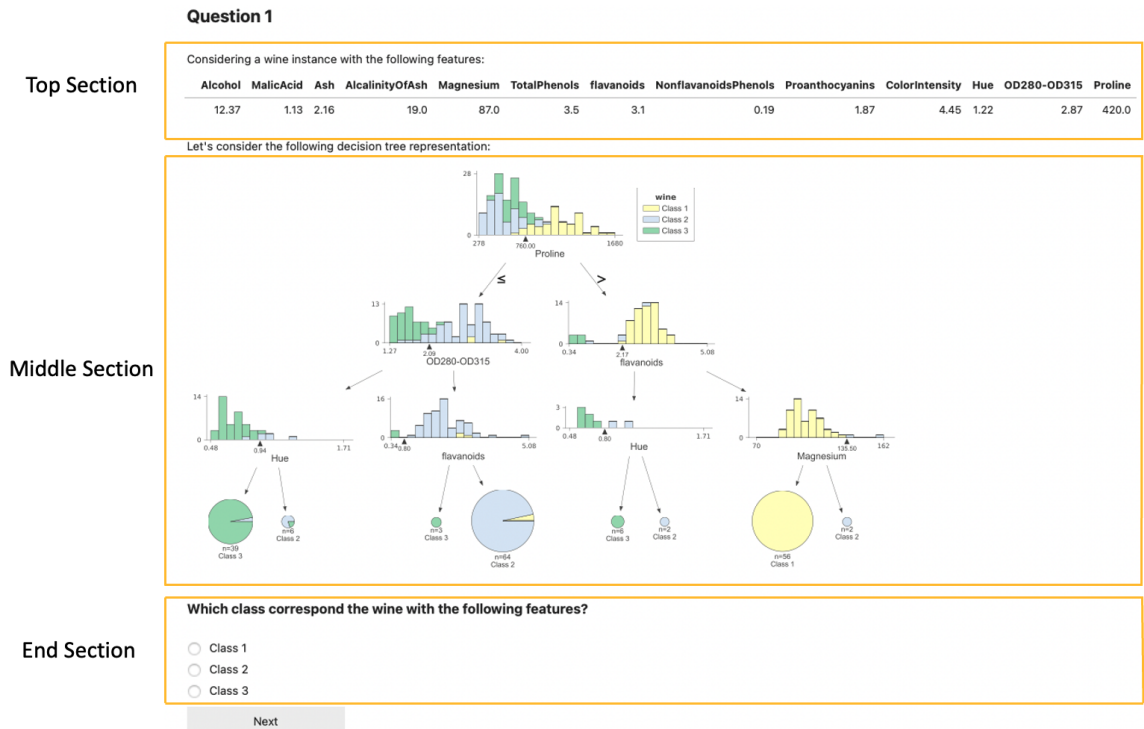 Question 1
Top Section
Considering a wine instance with the following features:
Alcohol MalicAcid Ash AlcalinityOfAsh Magnesium TotalPhenols flavanoids NonflavanoidsPhenols Proanthocyanins ColorIntensity Hue OD280-OD315 Proline
12.37 1.13 2.16 19.0 87.0 3.5 3.1 0.19 1.87 4.45 1.22 2.87 420.0
Let's consider the following decision tree representation:
Middle Section
28
0
278 760.00 1680
Proline
wine
Class 1
Class 2
Class 3
≤ >
13
0
1.27 2.09 4.00
OD280-OD315
14
0
0.34 2.17 5.08
flavanoids
14
0
0.48 0.94 1.71
Hue
16
0
0.34 0.80 5.08
flavanoids
3
0
0.48 0.80 1.71
Hue
14
0
70 135.50 162
Magnesium
n=39
Class 3
n=6
Class 2
n=3
Class 3
n=64
Class 2
n=6
Class 3
n=2
Class 2
n=56
Class 1
n=2
Class 2
End Section
Which class correspond the wine with the following features?
Class 1
Class 2
Class 3
Next